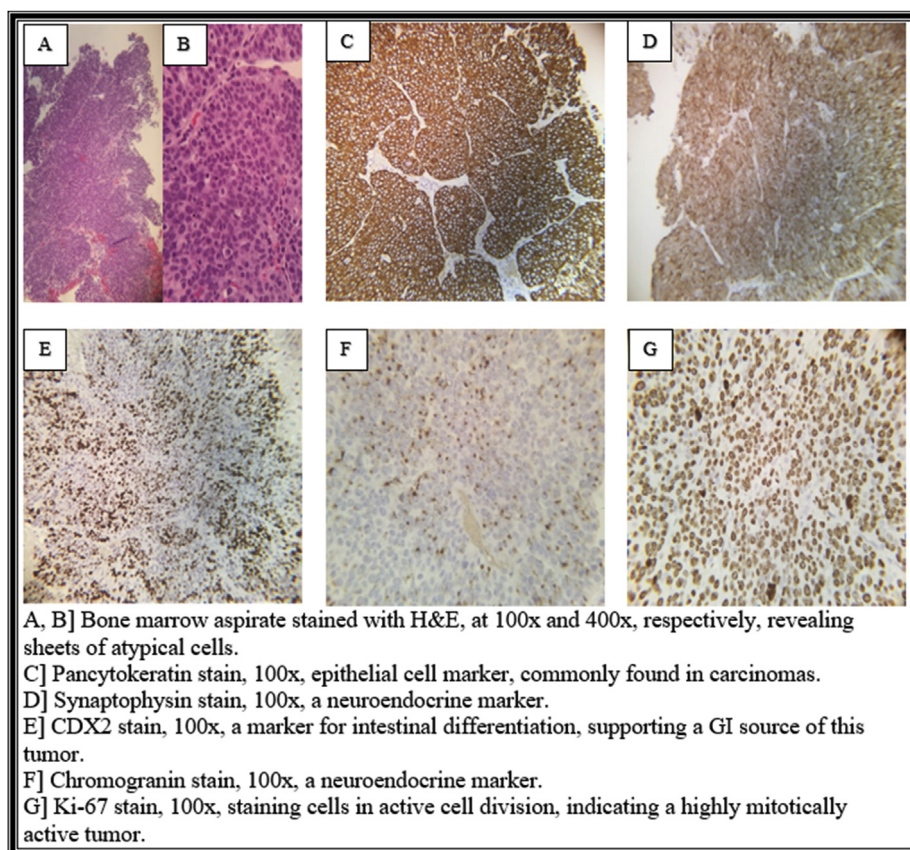 A
B
C
D
E
F
G
A, B] Bone marrow aspirate stained with H&E, at 100x and 400x, respectively, revealing
sheets of atypical cells.
C] Pancytokeratin stain, 100x, epithelial cell marker, commonly found in carcinomas.
D] Synaptophysin stain, 100x, a neuroendocrine marker.
E] CDX2 stain, 100x, a marker for intestinal differentiation, supporting a GI source of this
tumor.
F] Chromogranin stain, 100x, a neuroendocrine marker.
G] Ki-67 stain, 100x, staining cells in active cell division, indicating a highly mitotically
active tumor.